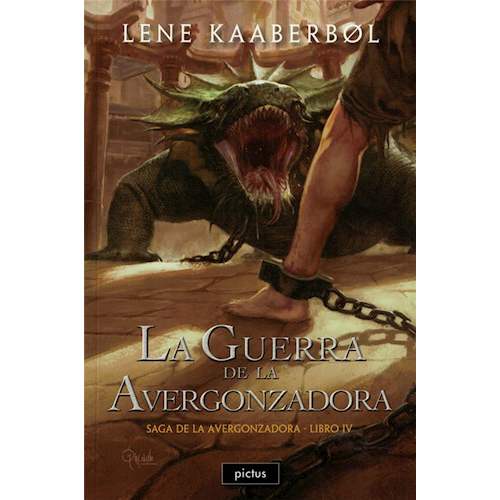 LENE KAABERBØL
LA GUERRA
DE LA
AVERGONZADORA
SAGA DE LA AVERGONZADORA - LIBRO IV
pictus